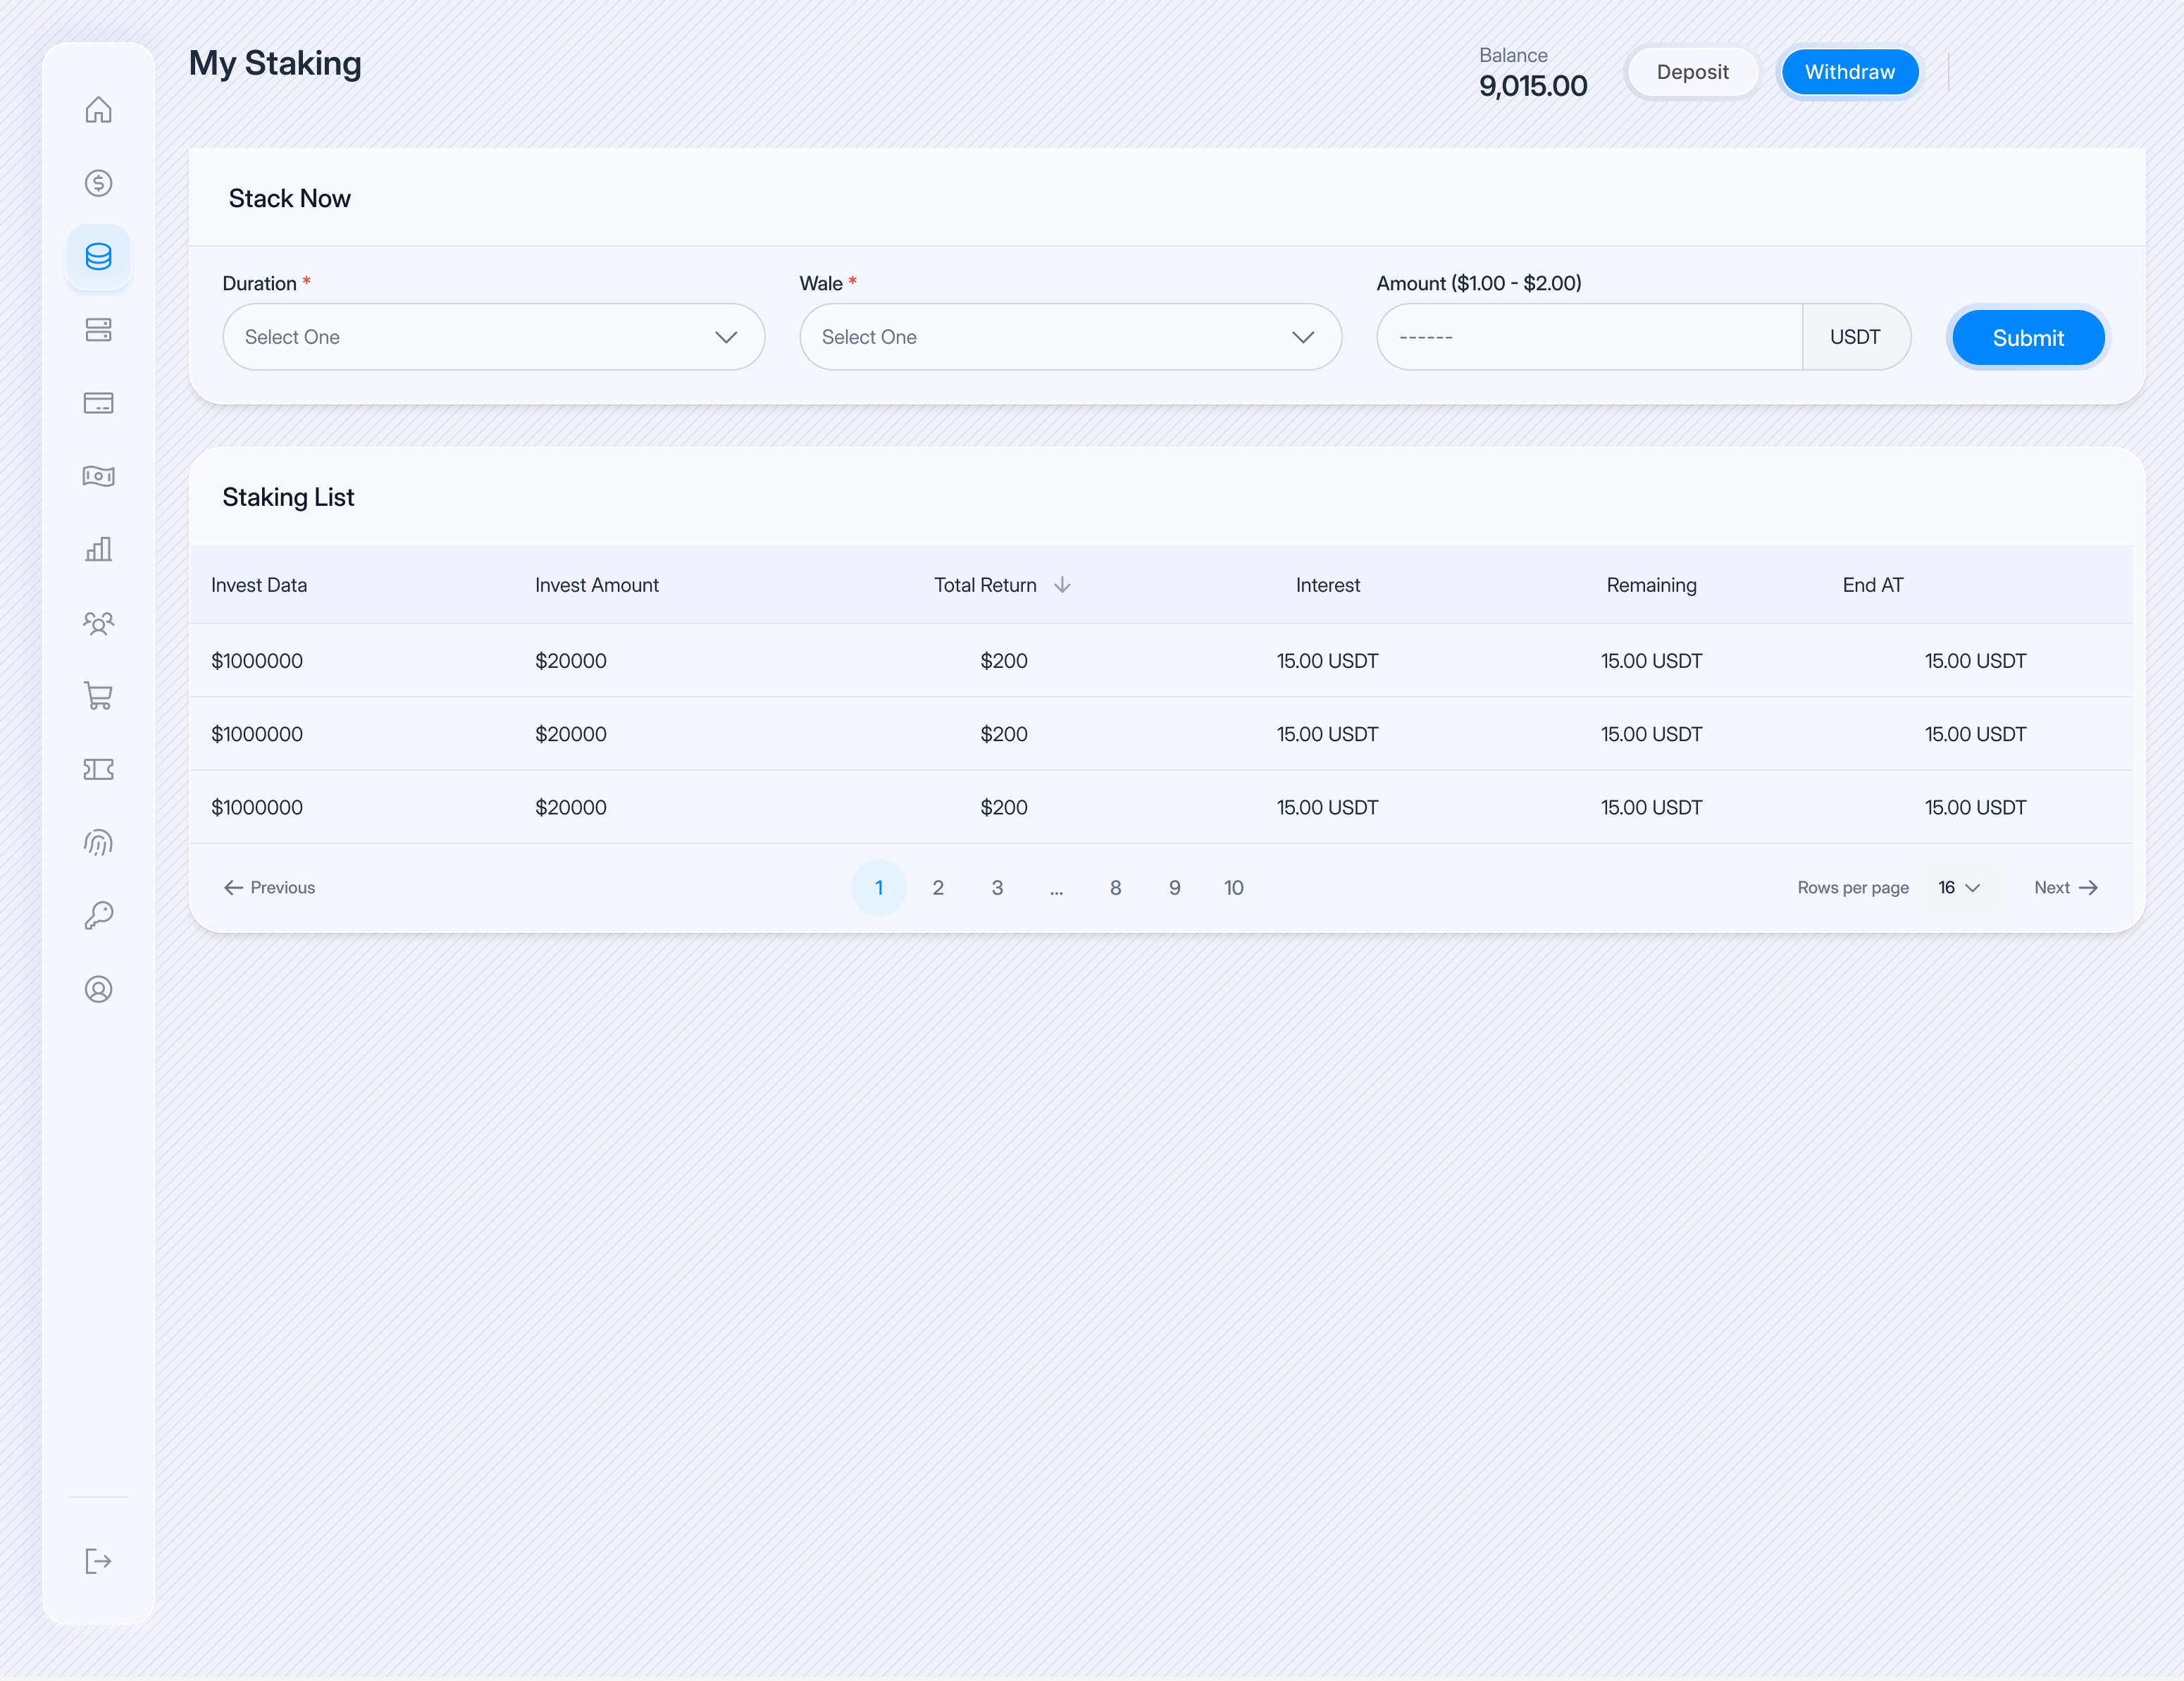 My Staking
Balance
9,015.00
Deposit
Withdraw
Stack Now
Duration *
Wale *
Amount ($1.00 - $2.00)
Select One
Select One
------
USDT
Submit
Staking List
Invest Data Invest Amount Total Return Interest Remaining End AT
$1000000 $20000 $200 15.00 USDT 15.00 USDT 15.00 USDT
$1000000 $20000 $200 15.00 USDT 15.00 USDT 15.00 USDT
$1000000 $20000 $200 15.00 USDT 15.00 USDT 15.00 USDT
Previous 1 2 3 ... 8 9 10 Rows per page 16 Next